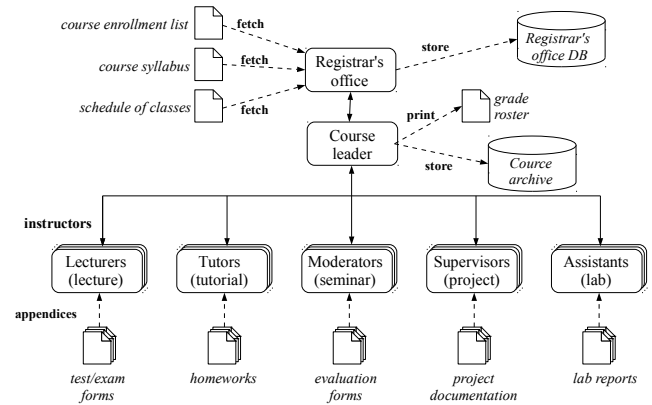 course enrollment list
fetch
course syllabus
fetch
schedule of classes
fetch
Registrar's
office
store
Registrar's
office DB
print
grade
roster
Course
leader
store
Cource
archive
instructors
Lecturers
(lecture)
Tutors
(tutorial)
Moderators
(seminar)
Supervisors
(project)
Assistants
(lab)
appendices
test/exam
forms
homeworks
evaluation
forms
project
documentation
lab reports